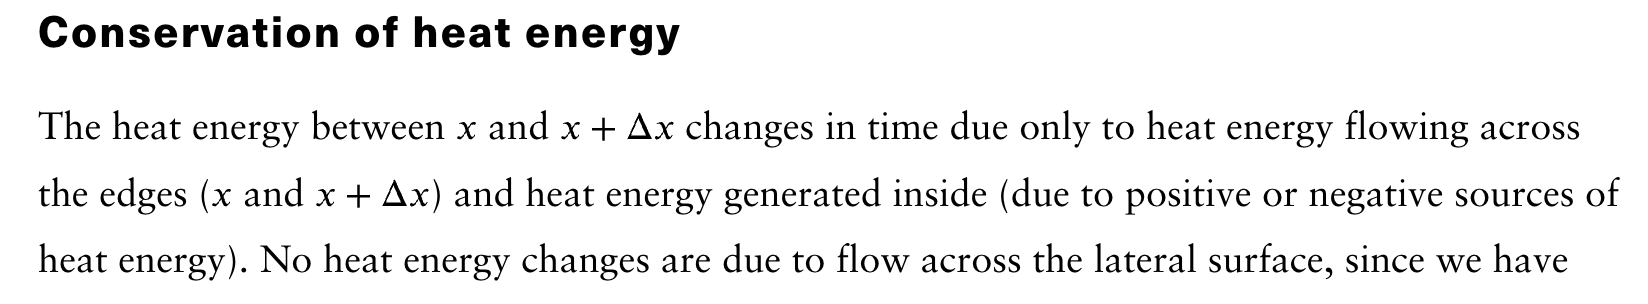 Conservation of heat energy
The heat energy between x and x + Δx changes in time due only to heat energy flowing across
the edges (x and x + Δx) and heat energy generated inside (due to positive or negative sources of
heat energy). No heat energy changes are due to flow across the lateral surface, since we have